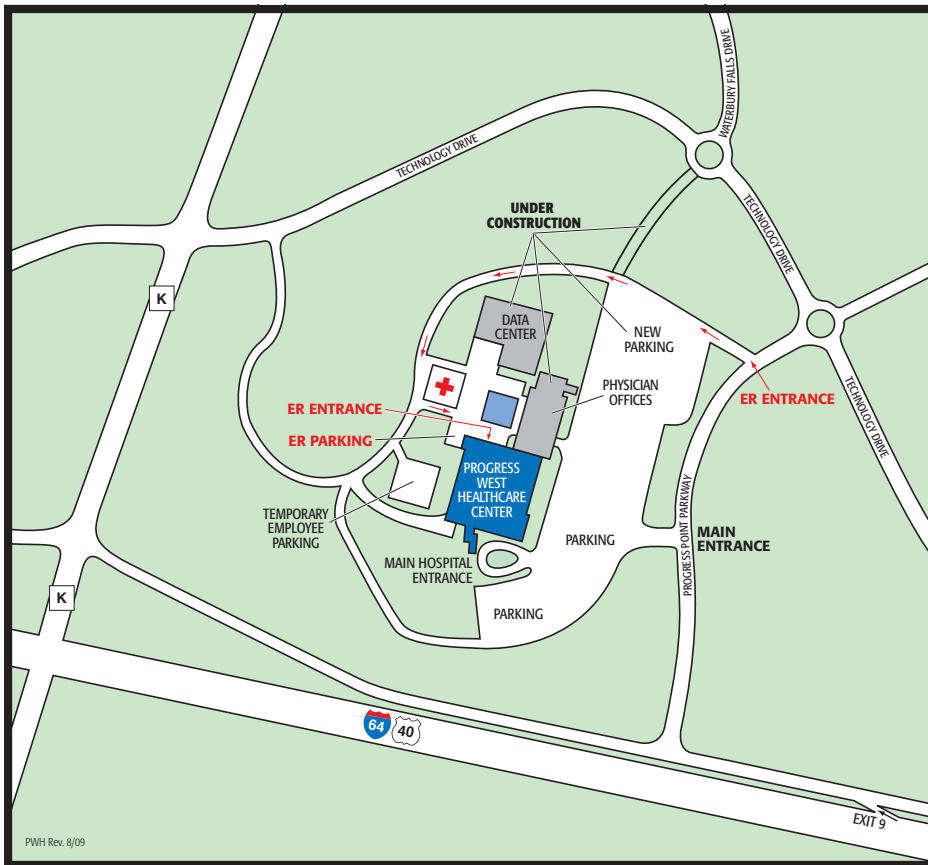 WATERBURY FALLS DRIVE
TECHNOLOGY DRIVE
UNDER
CONSTRUCTION
TECHNOLOGY DRIVE
K
DATA
CENTER
NEW
PARKING
PHYSICIAN
OFFICES
ER ENTRANCE
ER ENTRANCE
ER PARKING
TECHNOLOGY DRIVE
PROGRESS
WEST
HEALTHCARE
CENTER
TEMPORARY
EMPLOYEE
PARKING
PROGRESS POINT PARKWAY
MAIN
ENTRANCE
PARKING
MAIN HOSPITAL
ENTRANCE
K
PARKING
64
40
EXIT 9
PWH Rev. 8/09